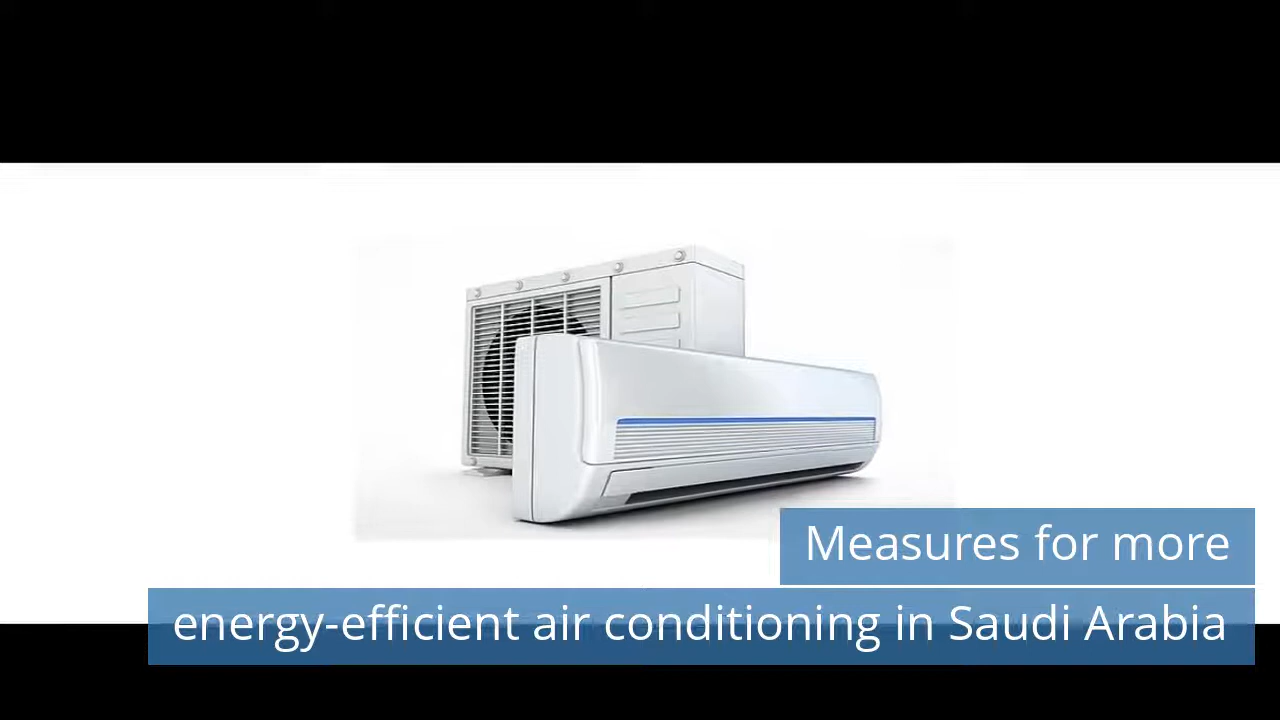 Measures for more
energy-efficient air conditioning in Saudi Arabia